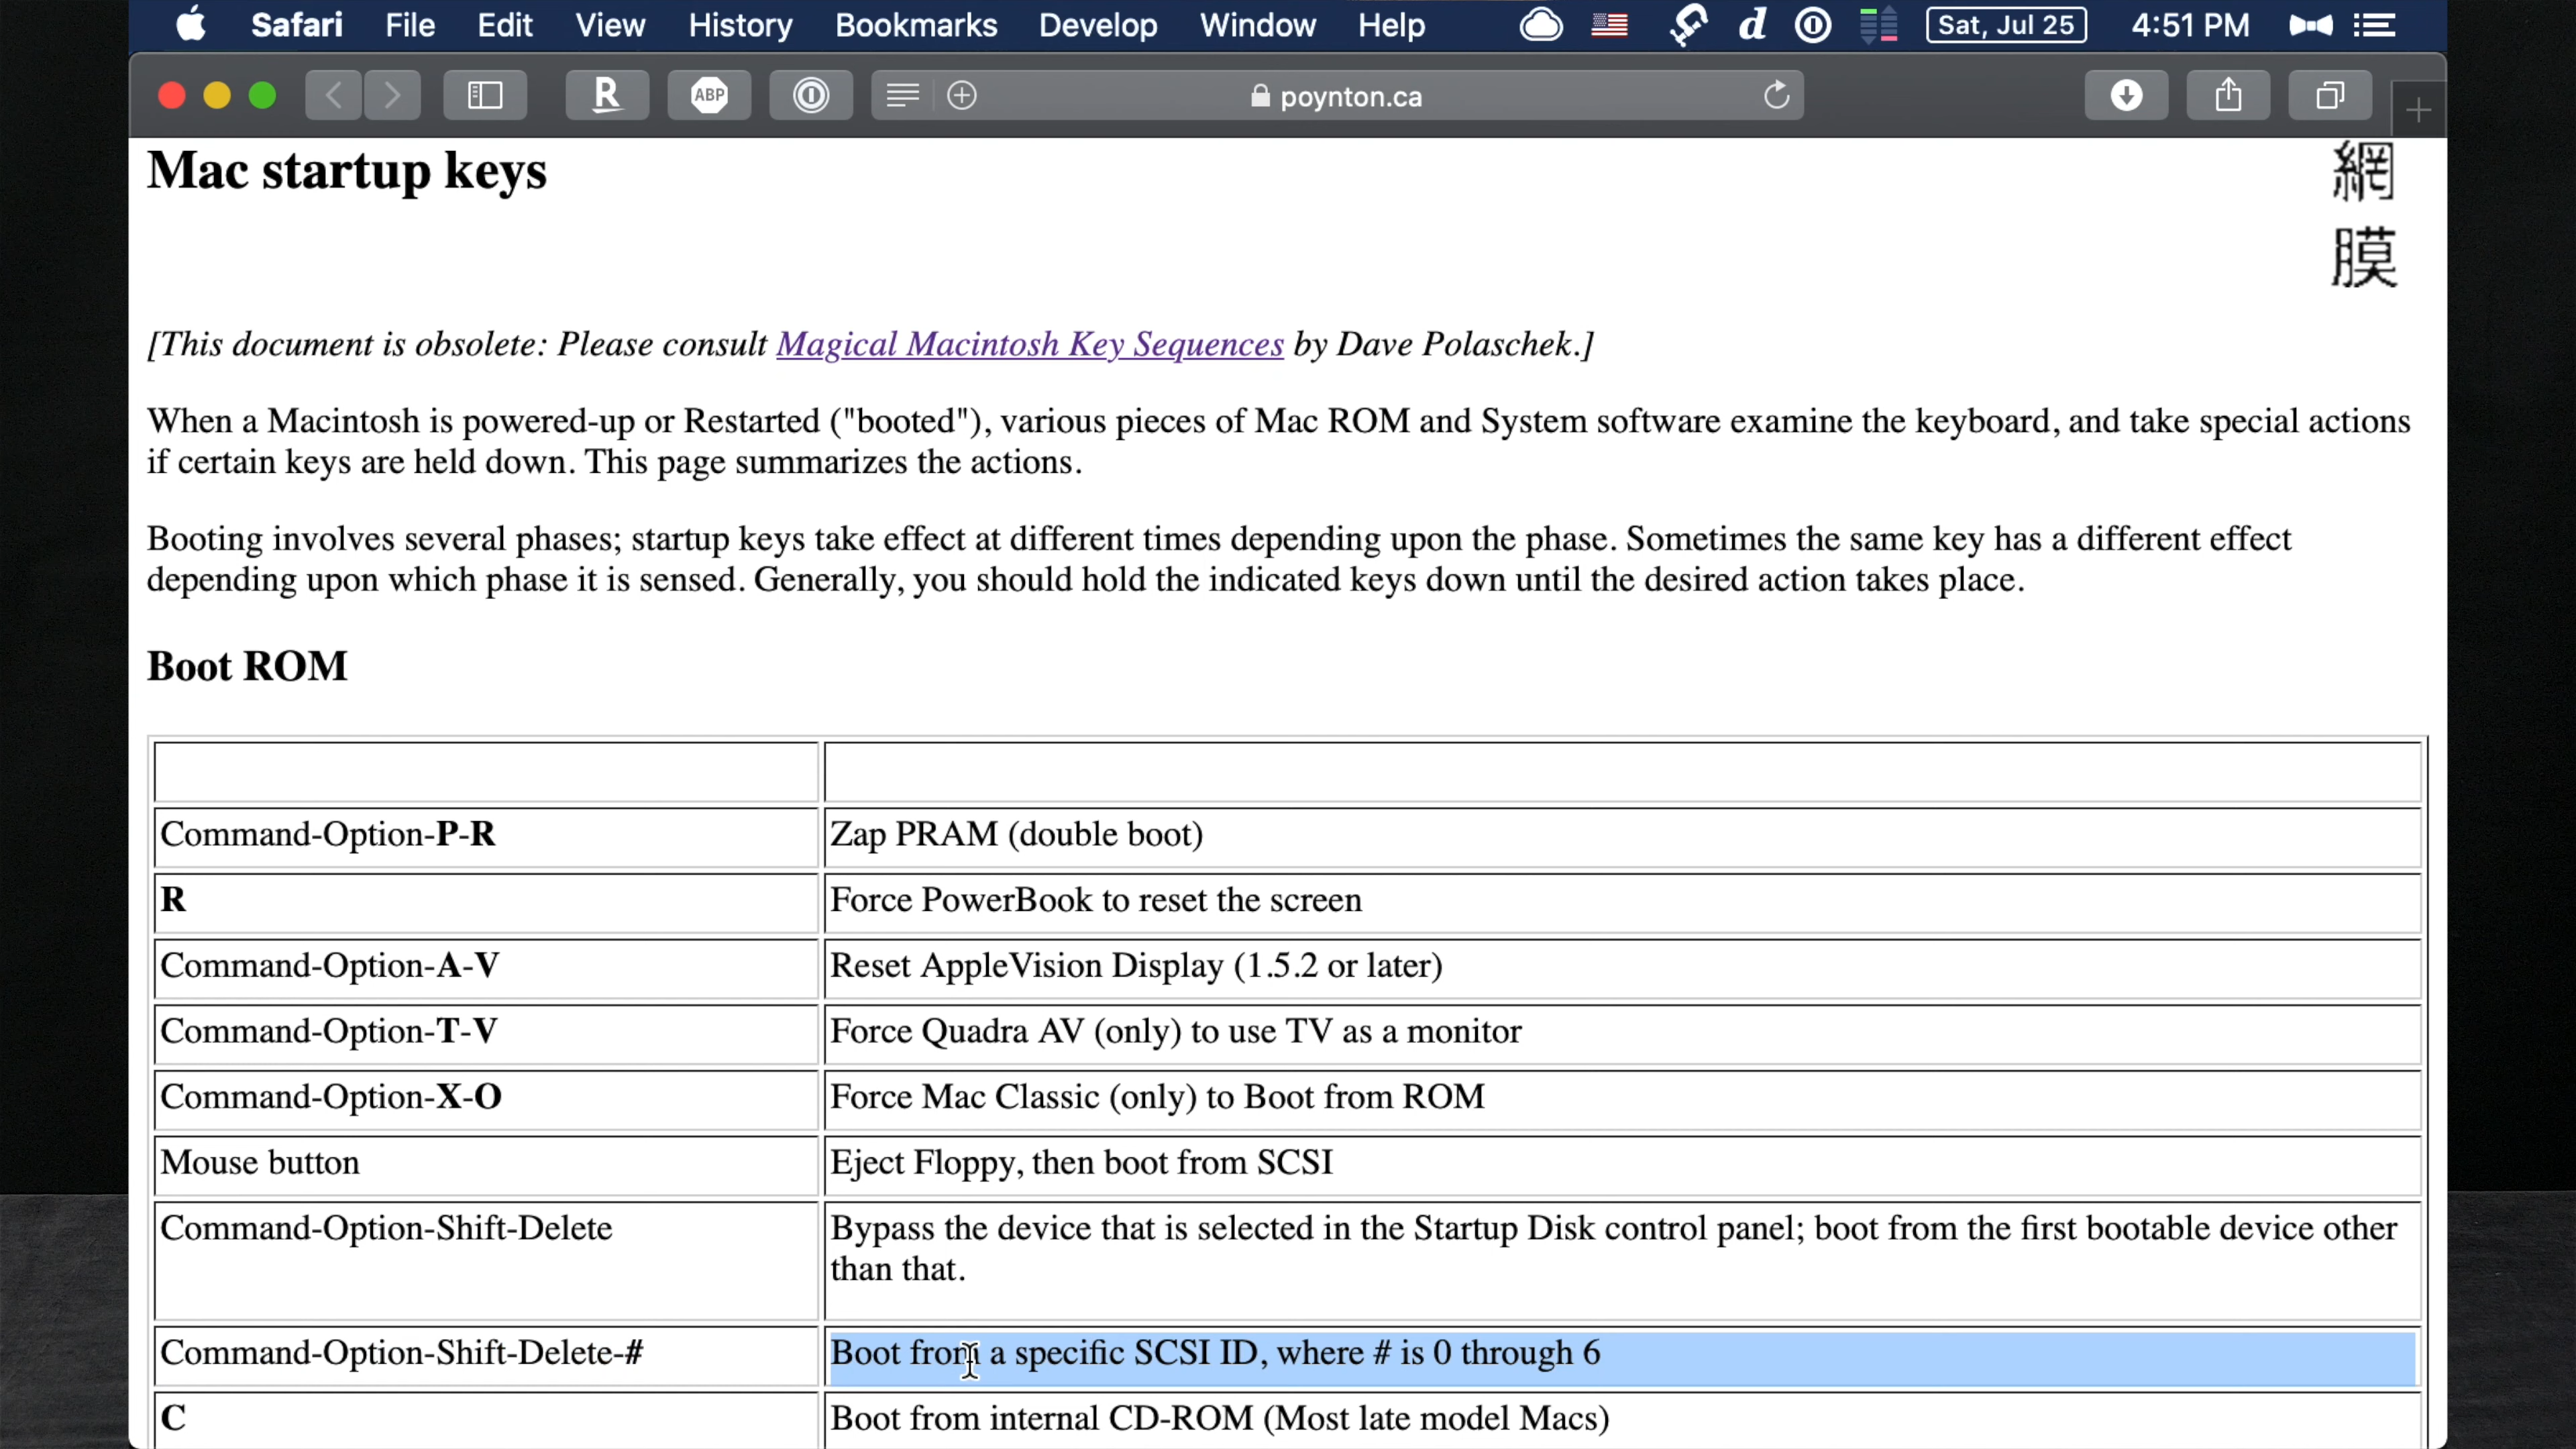 Safari File Edit View History Bookmarks Develop Window Help d Sat, Jul 25 4:51 PM
R ABP poynton.ca
Mac startup keys
網
膜
[This document is obsolete: Please consult Magical Macintosh Key Sequences by Dave Polaschek.]
When a Macintosh is powered-up or Restarted ("booted"), various pieces of Mac ROM and System software examine the keyboard, and take special actions
if certain keys are held down. This page summarizes the actions.
Booting involves several phases; startup keys take effect at different times depending upon the phase. Sometimes the same key has a different effect
depending upon which phase it is sensed. Generally, you should hold the indicated keys down until the desired action takes place.
Boot ROM
Command-Option-P-R Zap PRAM (double boot)
R Force PowerBook to reset the screen
Command-Option-A-V Reset AppleVision Display (1.5.2 or later)
Command-Option-T-V Force Quadra AV (only) to use TV as a monitor
Command-Option-X-O Force Mac Classic (only) to Boot from ROM
Mouse button Eject Floppy, then boot from SCSI
Command-Option-Shift-Delete Bypass the device that is selected in the Startup Disk control panel; boot from the first bootable device other
than that.
Command-Option-Shift-Delete-# Boot from a specific SCSI ID, where # is 0 through 6
C Boot from internal CD-ROM (Most late model Macs)